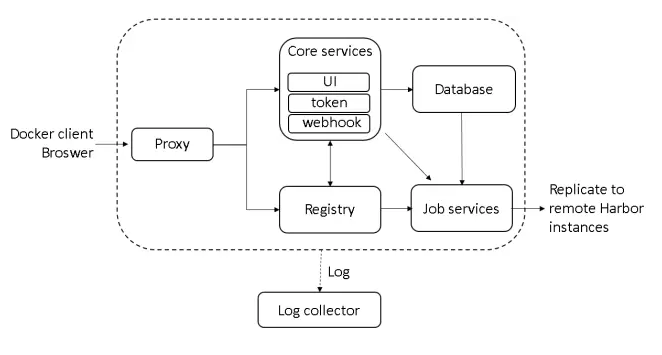 Core services
UI
token
webhook
Database
Docker client
Broswer
Proxy
Registry
Job services
Replicate to
remote Harbor
instances
Log
Log collector